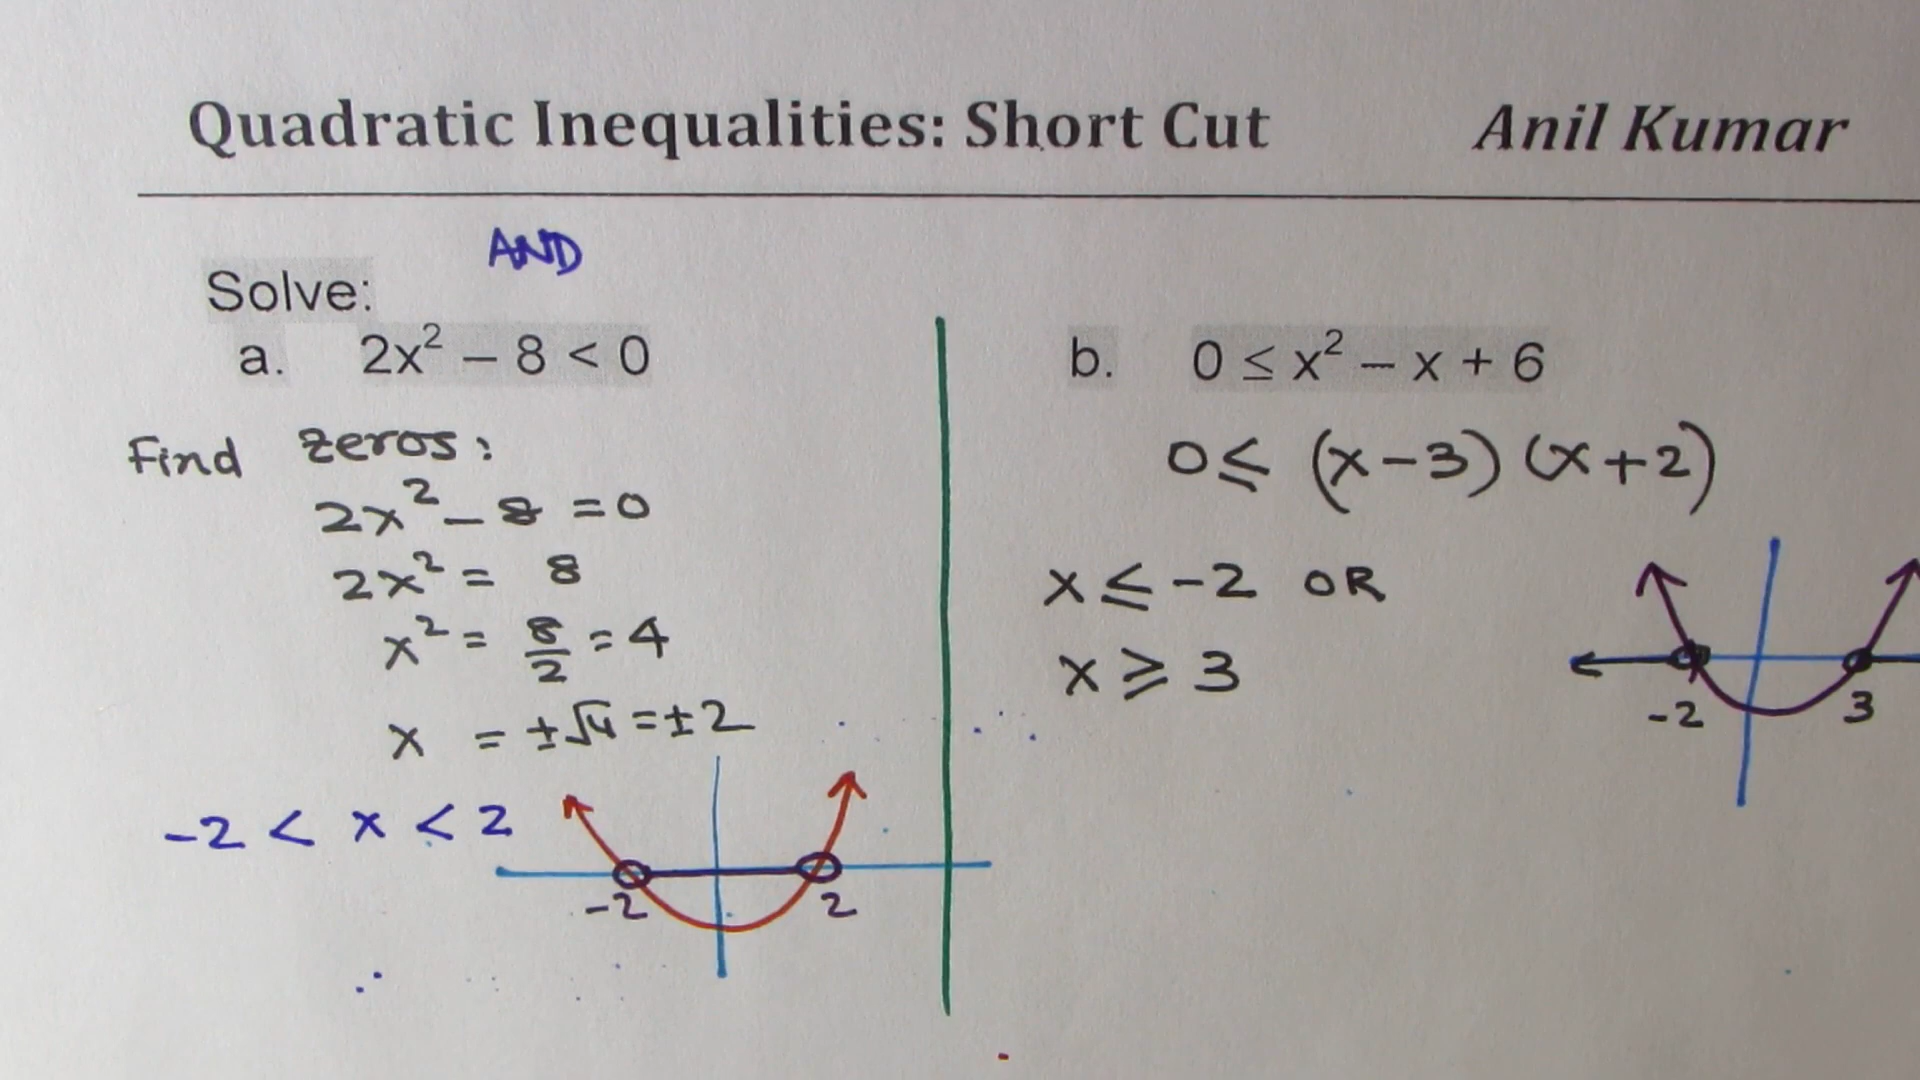 Quadratic Inequalities: Short Cut Anil Kumar
AND
Solve:
a. 2x² – 8 < 0
Find zeros:
2x² – 8 = 0
2x² = 8
x² = 8/2 = 4
x = ±√4 = ±2
-2 < x < 2
-2 2
b. 0 ≤ x² – x + 6
0 ≤ (x-3)(x+2)
x ≤ -2 OR
x ≥ 3
-2 3